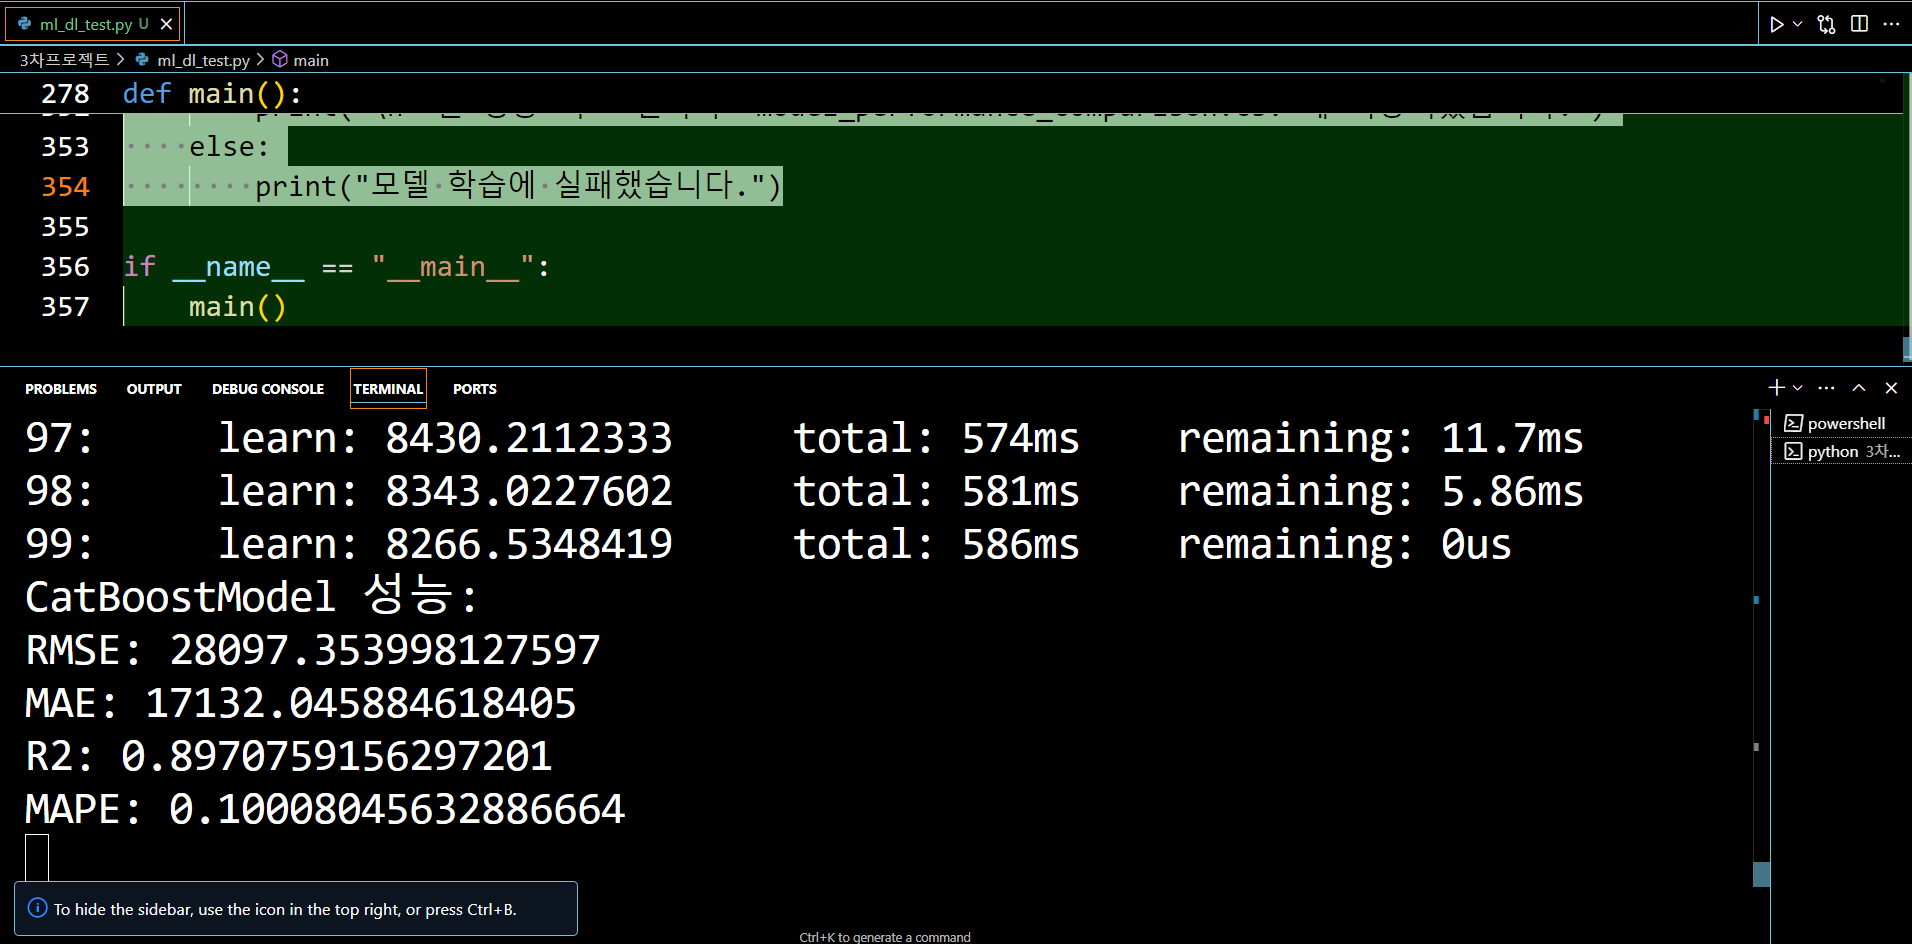 ml_dl_test.py U
3차프로젝트 > ml_dl_test.py > main
278 def main():
353 else:
354 print("모델 학습에 실패했습니다.")
355
356 if __name__ == "__main__":
357 main()
PROBLEMS OUTPUT DEBUG CONSOLE TERMINAL PORTS
powershell
python 3차...
97: learn: 8430.2112333 total: 574ms remaining: 11.7ms
98: learn: 8343.0227602 total: 581ms remaining: 5.86ms
99: learn: 8266.5348419 total: 586ms remaining: 0us
CatBoostModel 성능:
RMSE: 28097.353998127597
MAE: 17132.045884618405
R2: 0.8970759156297201
MAPE: 0.10008045632886664
To hide the sidebar, use the icon in the top right, or press Ctrl+B.
Ctrl+K to generate a command